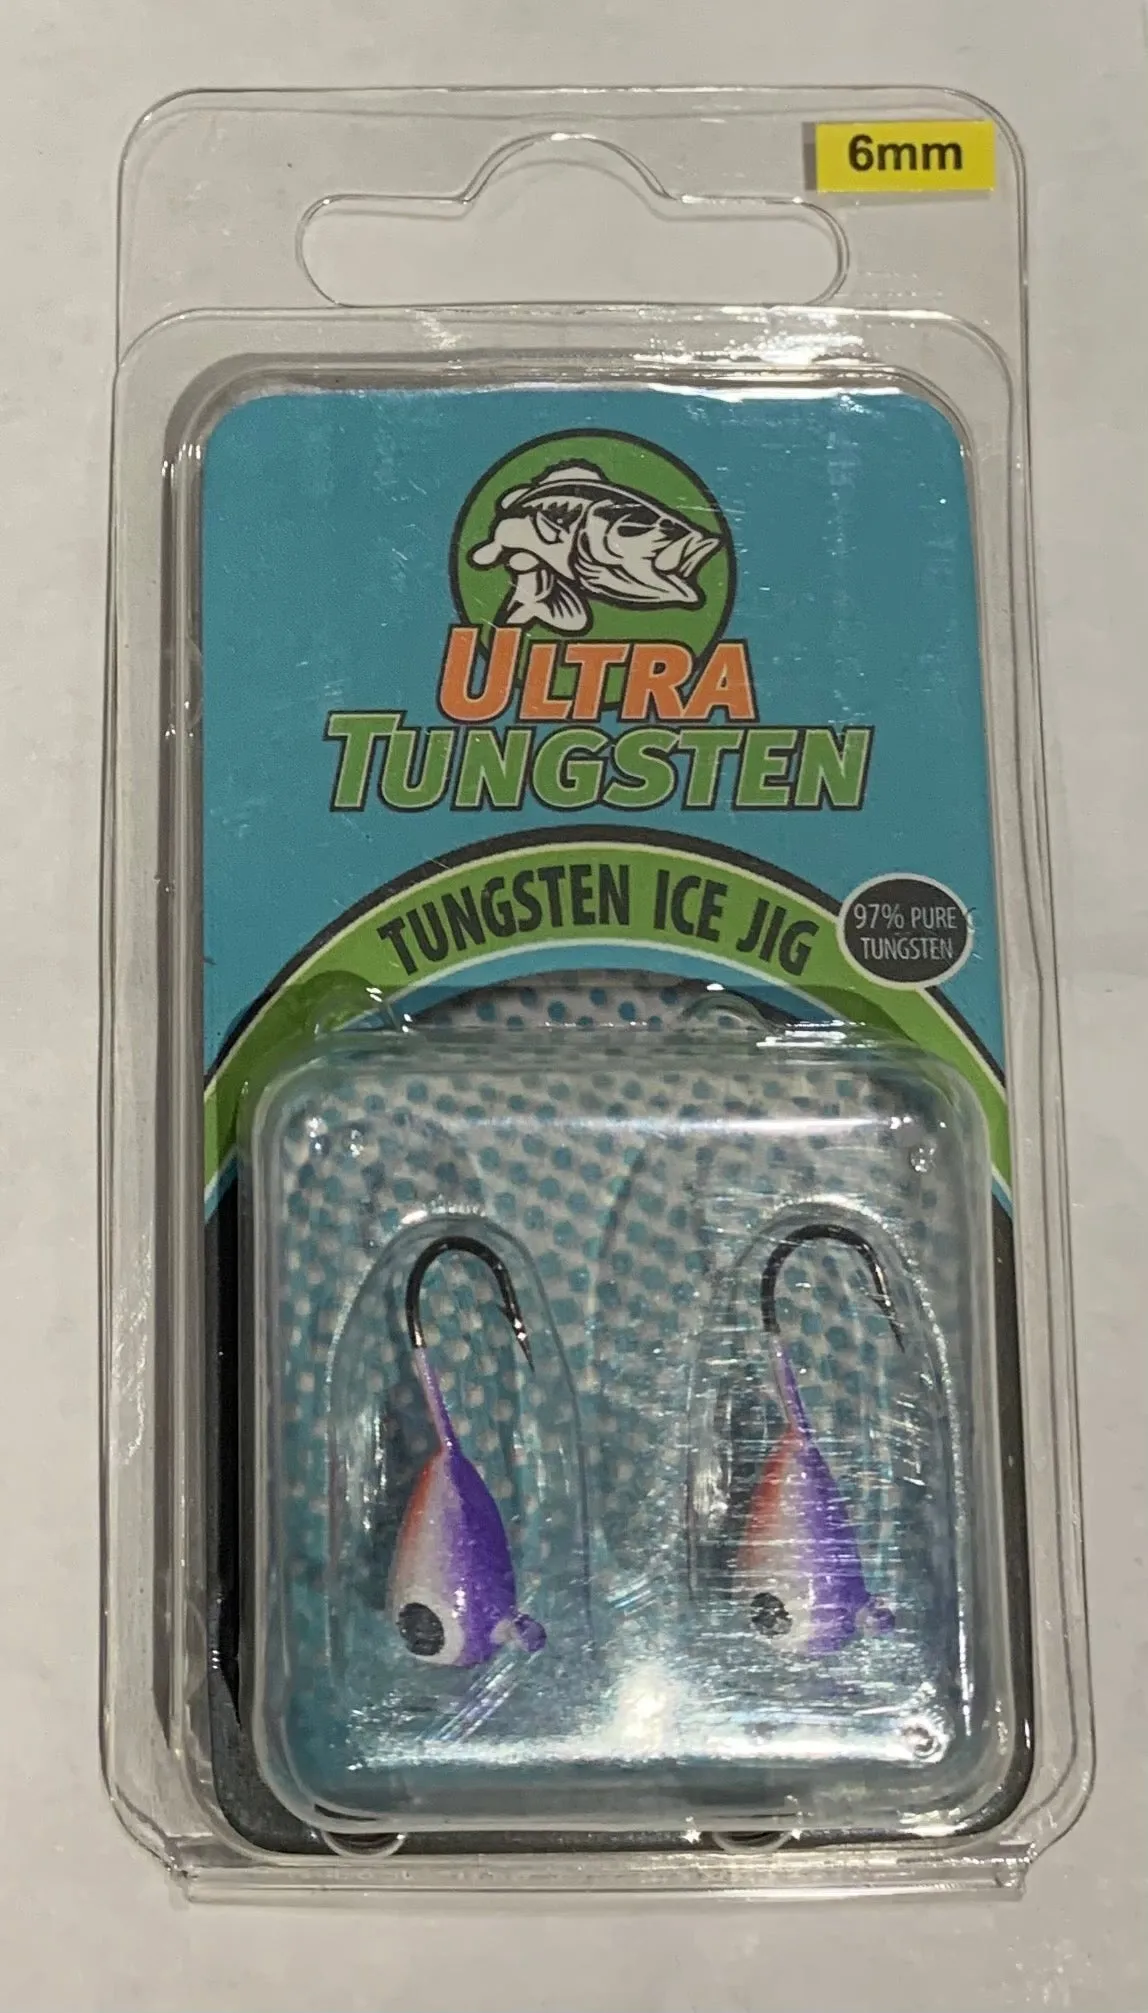 6mm
ULTRA
TUNGSTEN
TUNGSTEN ICE JIG
97% PURE
TUNGSTEN